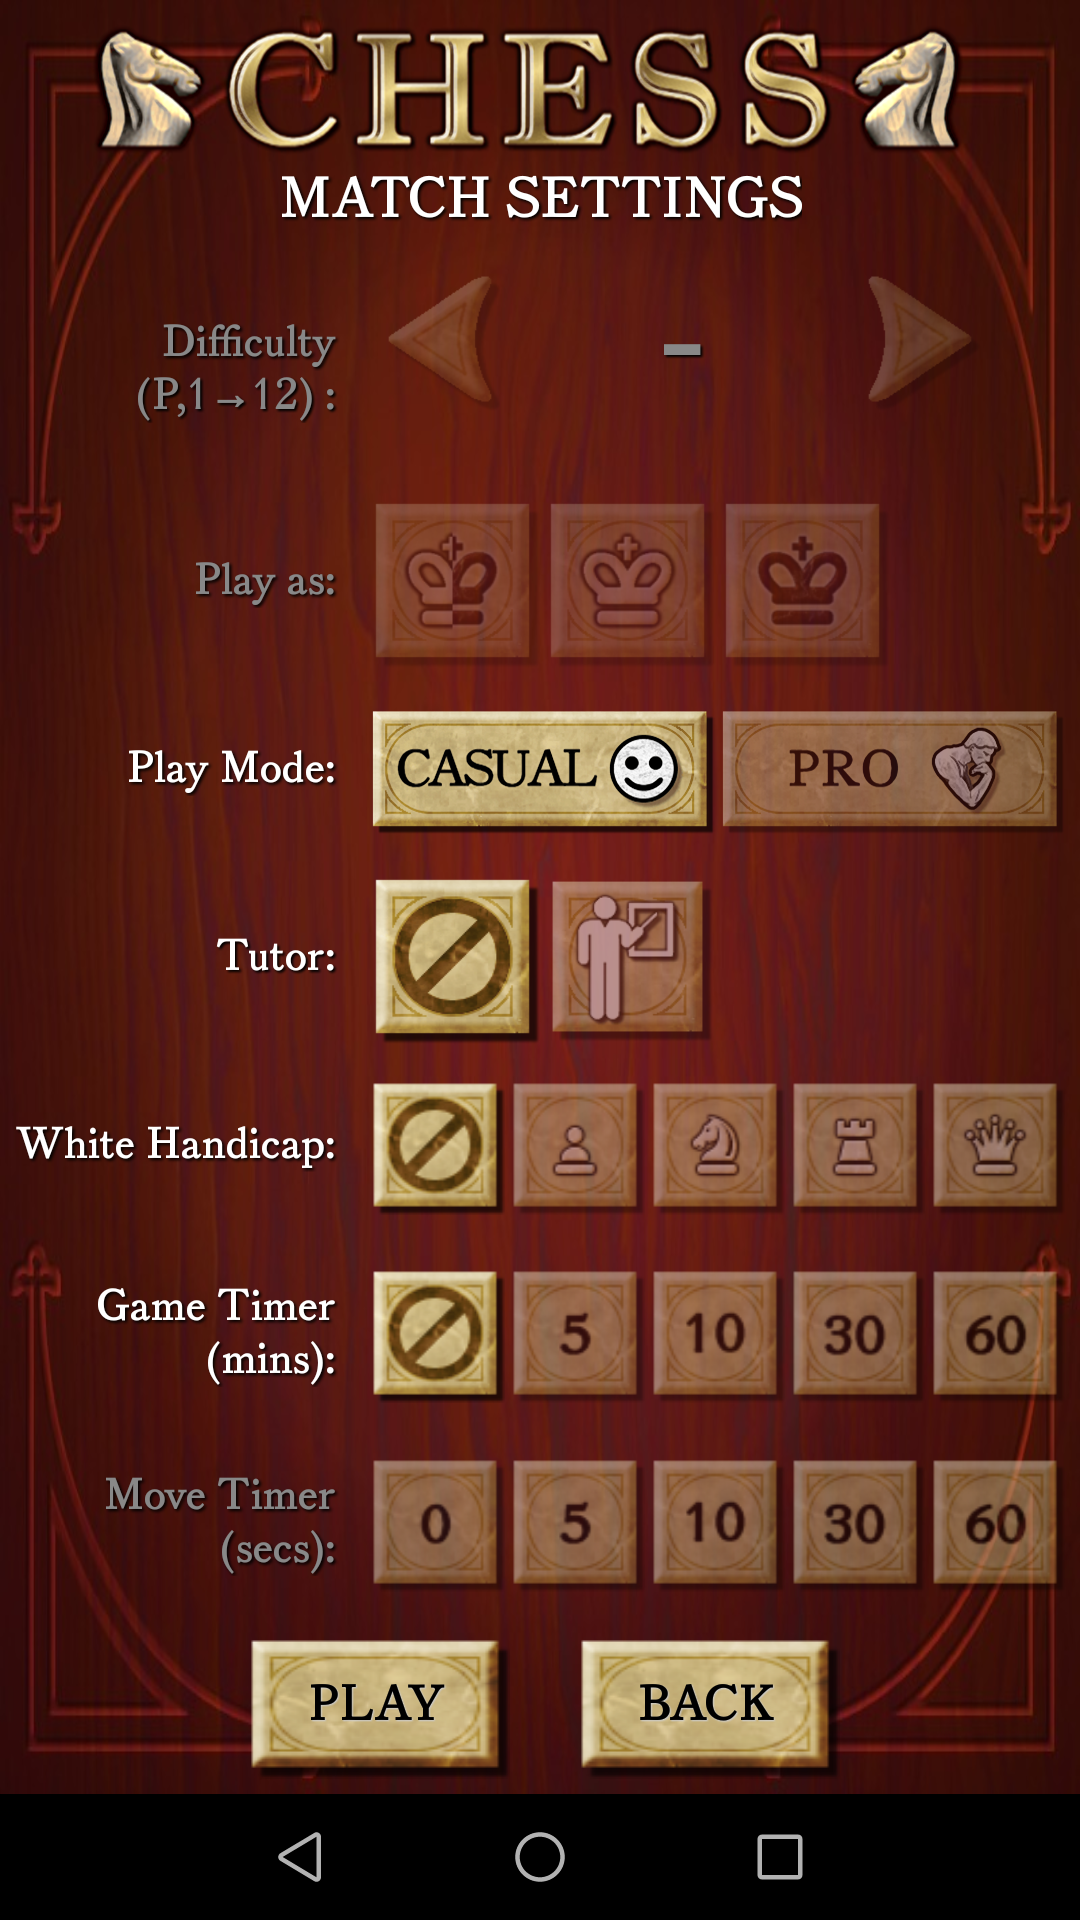 CHESS
MATCH SETTINGS
Difficulty
(P,1→12) :
-
Play as:
Play Mode: CASUAL PRO
Tutor:
White Handicap:
Game Timer
(mins): 5 10 30 60
Move Timer
(secs): 0 5 10 30 60
PLAY BACK